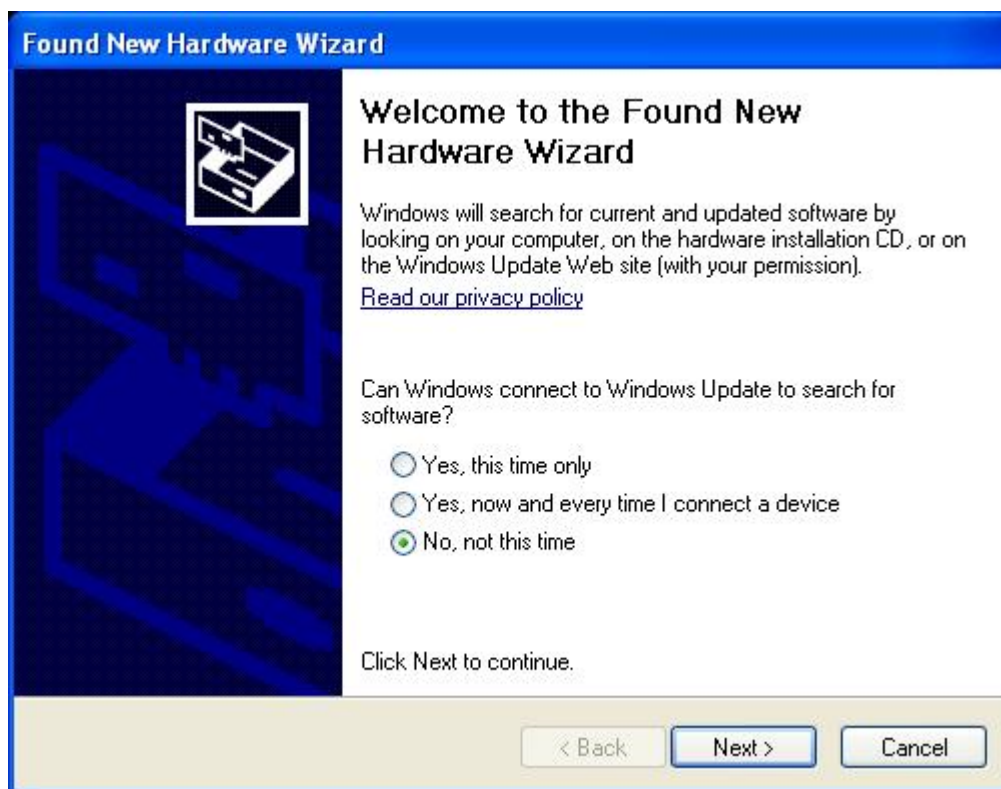 Found New Hardware Wizard
Welcome to the Found New
Hardware Wizard
Windows will search for current and updated software by
looking on your computer, on the hardware installation CD, or on
the Windows Update Web site (with your permission).
Read our privacy policy
Can Windows connect to Windows Update to search for
software?
Yes, this time only
Yes, now and every time I connect a device
No, not this time
Click Next to continue.
< Back Next > Cancel